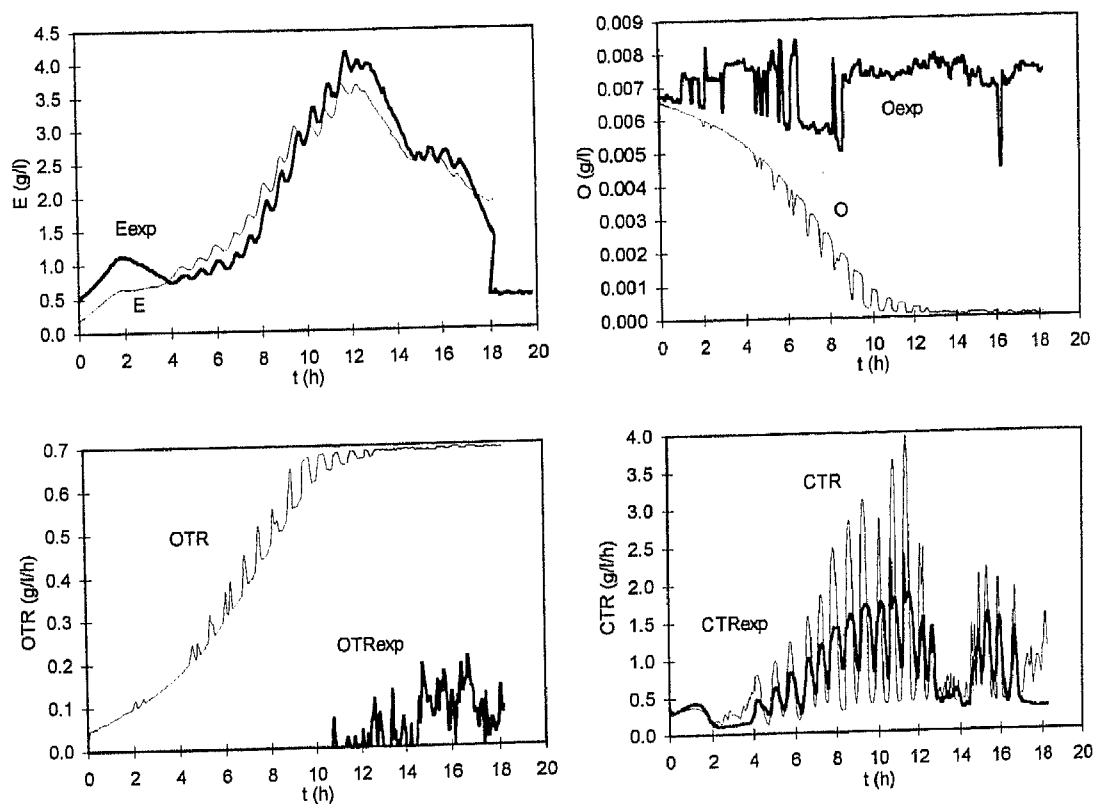 4.5
4.0
3.5
3.0
2.5
2.0
1.5
1.0
0.5
0.0
E (g/l)
Eexp
E
0 2 4 6 8 10 12 14 16 18 20
t (h)
0.009
0.008
0.007
0.006
0.005
0.004
0.003
0.002
0.001
0.000
O (g/l)
Oexp
O
0 2 4 6 8 10 12 14 16 18 20
t (h)
0.7
0.6
0.5
0.4
0.3
0.2
0.1
0.0
OTR (g/l/h)
OTR
OTRexp
0 2 4 6 8 10 12 14 16 18 20
t (h)
4.0
3.5
3.0
2.5
2.0
1.5
1.0
0.5
0.0
CTR (g/l/h)
CTR
CTRexp
0 2 4 6 8 10 12 14 16 18 20
t (h)